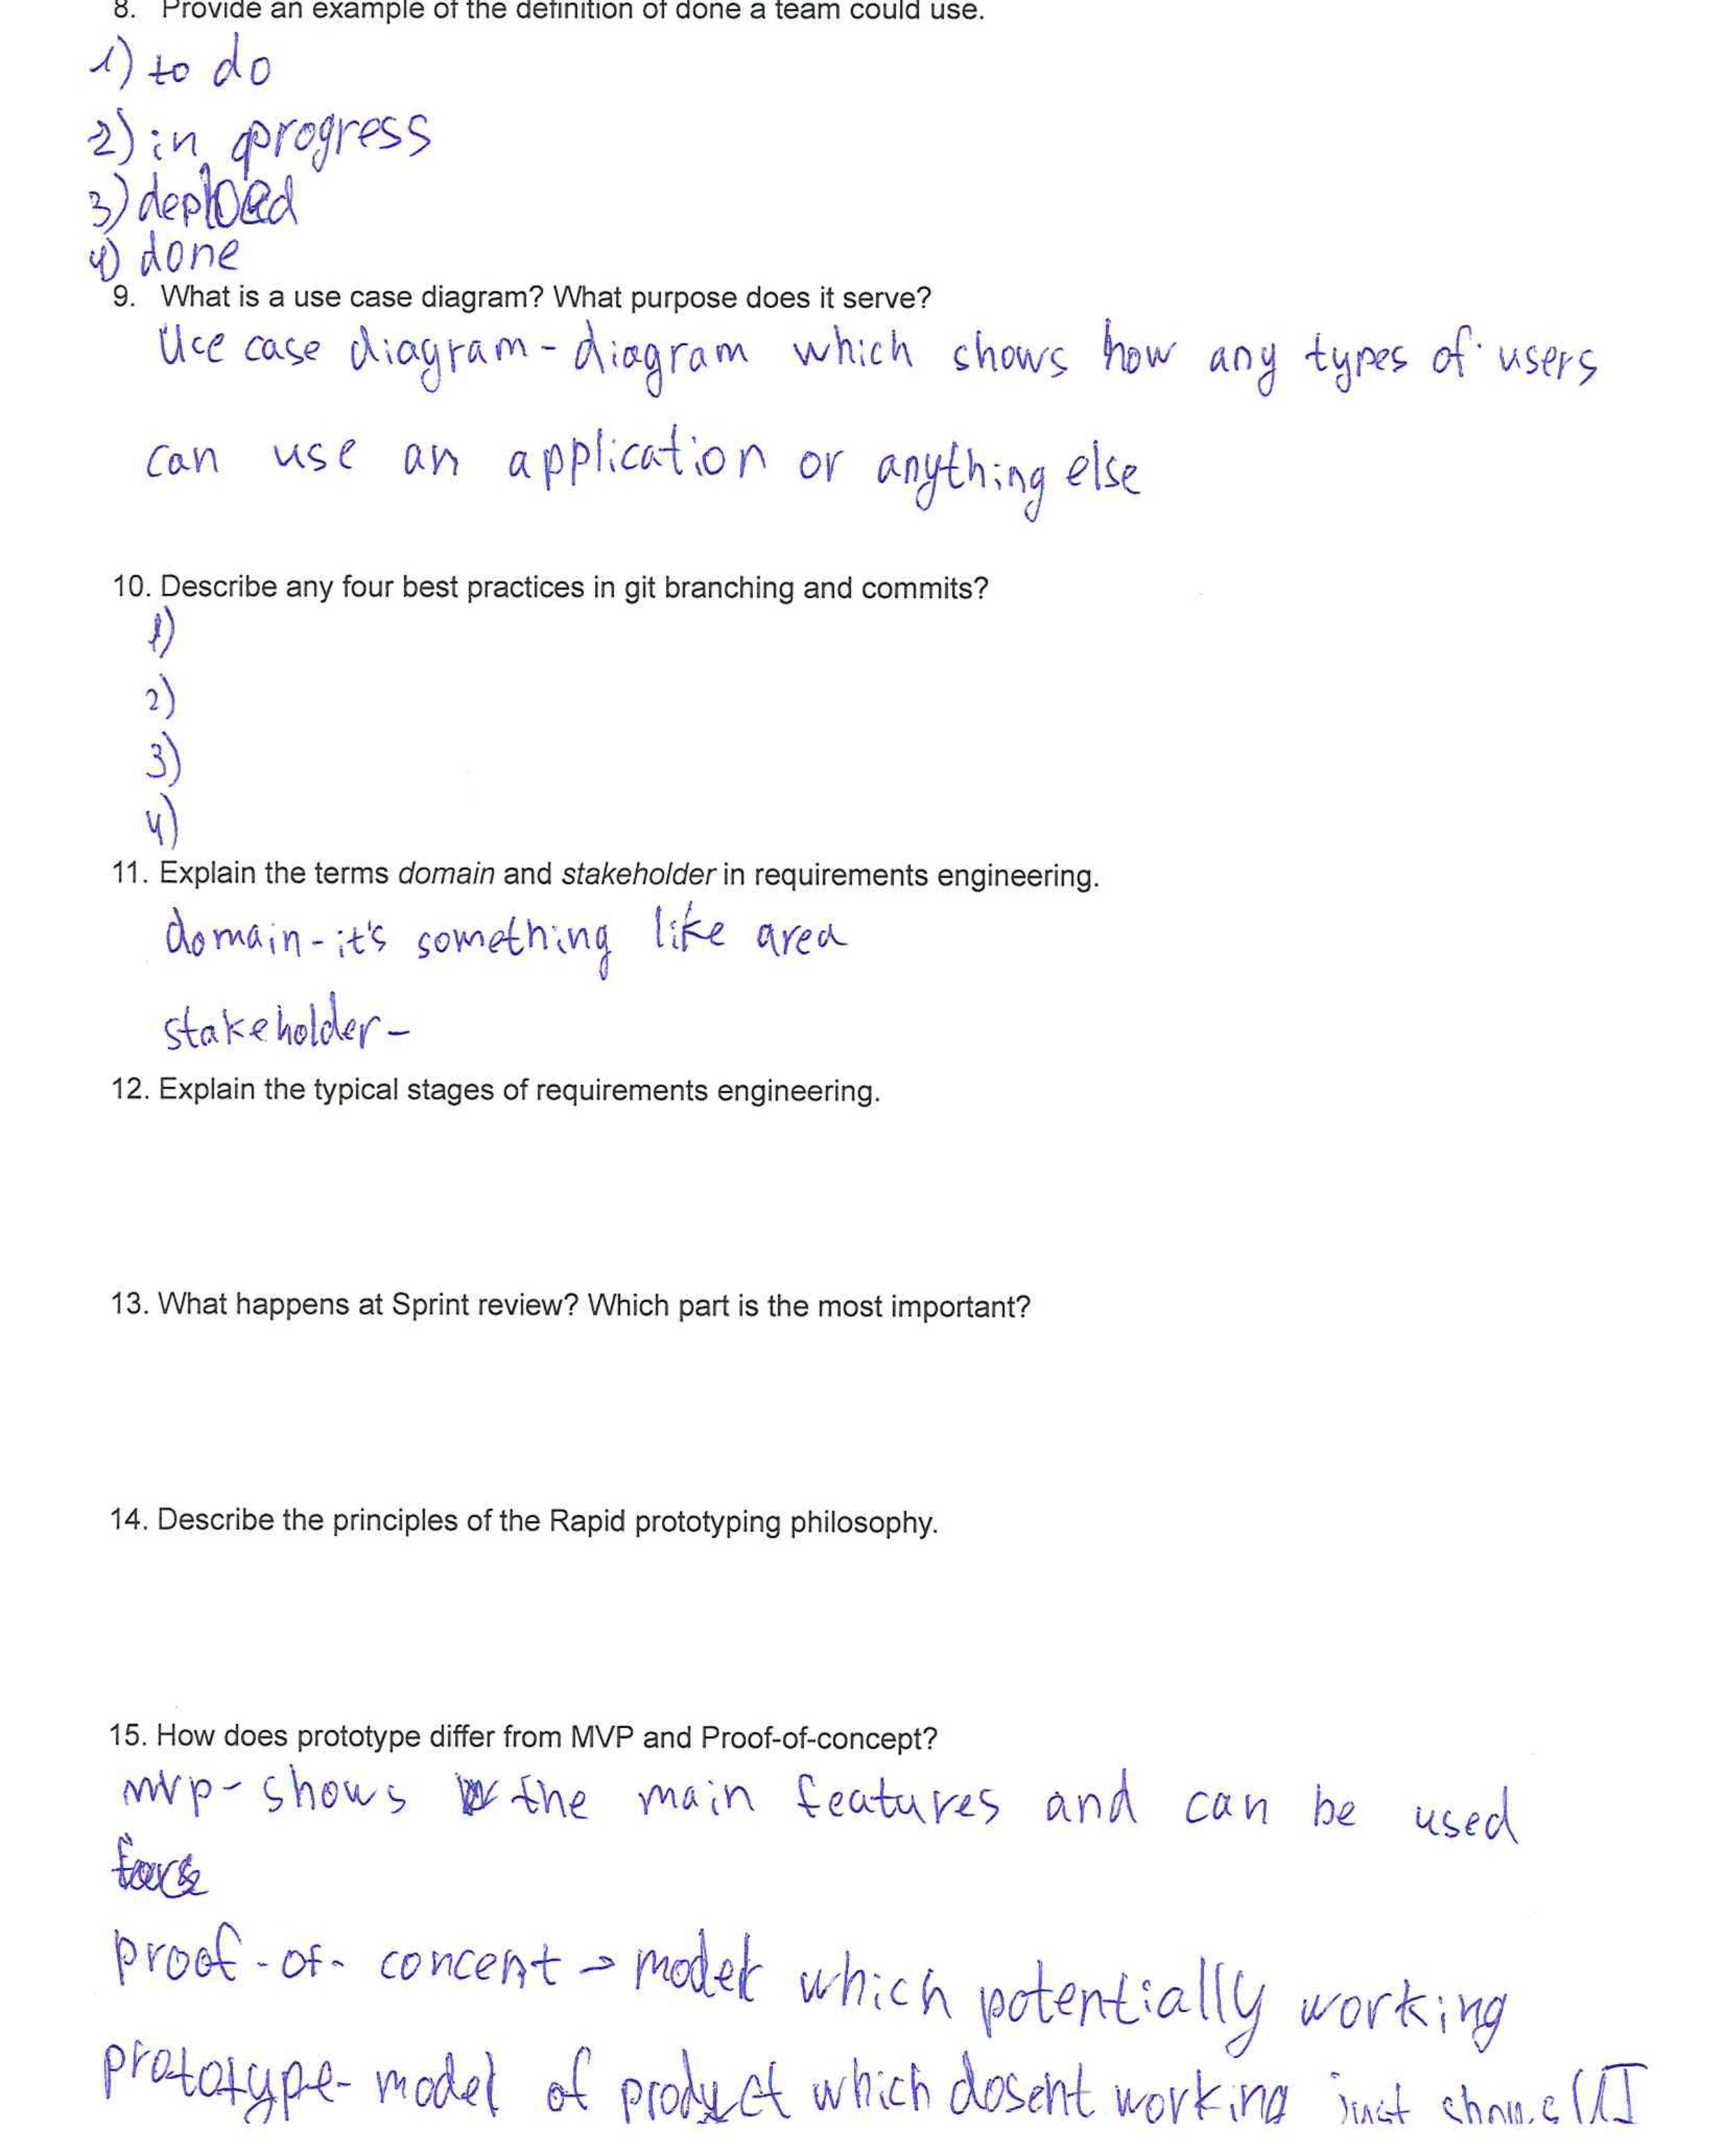 8. Provide an example of the definition of done a team could use.
1) to do
2) in progress
3) deploed
4) done
9. What is a use case diagram? What purpose does it serve?
Uce case diagram - diagram which shows how any types of users
can use an application or anything else
10. Describe any four best practices in git branching and commits?
1)
2)
3)
4)
11. Explain the terms domain and stakeholder in requirements engineering.
domain - it's something like area
stakeholder -
12. Explain the typical stages of requirements engineering.
13. What happens at Sprint review? Which part is the most important?
14. Describe the principles of the Rapid prototyping philosophy.
15. How does prototype differ from MVP and Proof-of-concept?
mvp - shows the main features and can be used
proof - of - concept -> model which potentially working
prototype - model of product which dosent working just shows UI